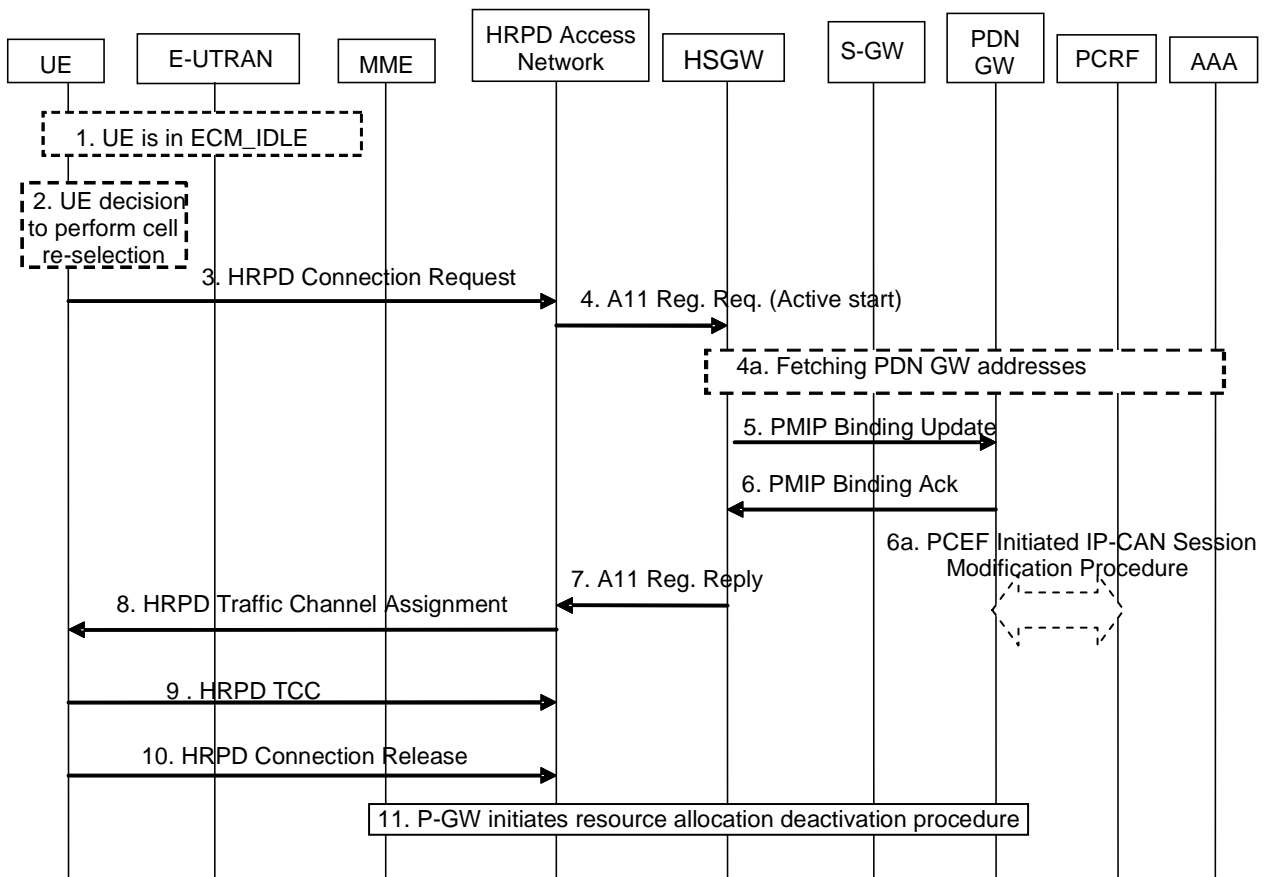 UE
E-UTRAN
MME
HRPD Access
Network
HSGW
S-GW
PDN
GW
PCRF
AAA
1. UE is in ECM_IDLE
2. UE decision
to perform cell
re-selection
3. HRPD Connection Request
4. A11 Reg. Req. (Active start)
4a. Fetching PDN GW addresses
5. PMIP Binding Update
6. PMIP Binding Ack
6a. PCEF Initiated IP-CAN Session
Modification Procedure
7. A11 Reg. Reply
8. HRPD Traffic Channel Assignment
9 . HRPD TCC
10. HRPD Connection Release
11. P-GW initiates resource allocation deactivation procedure